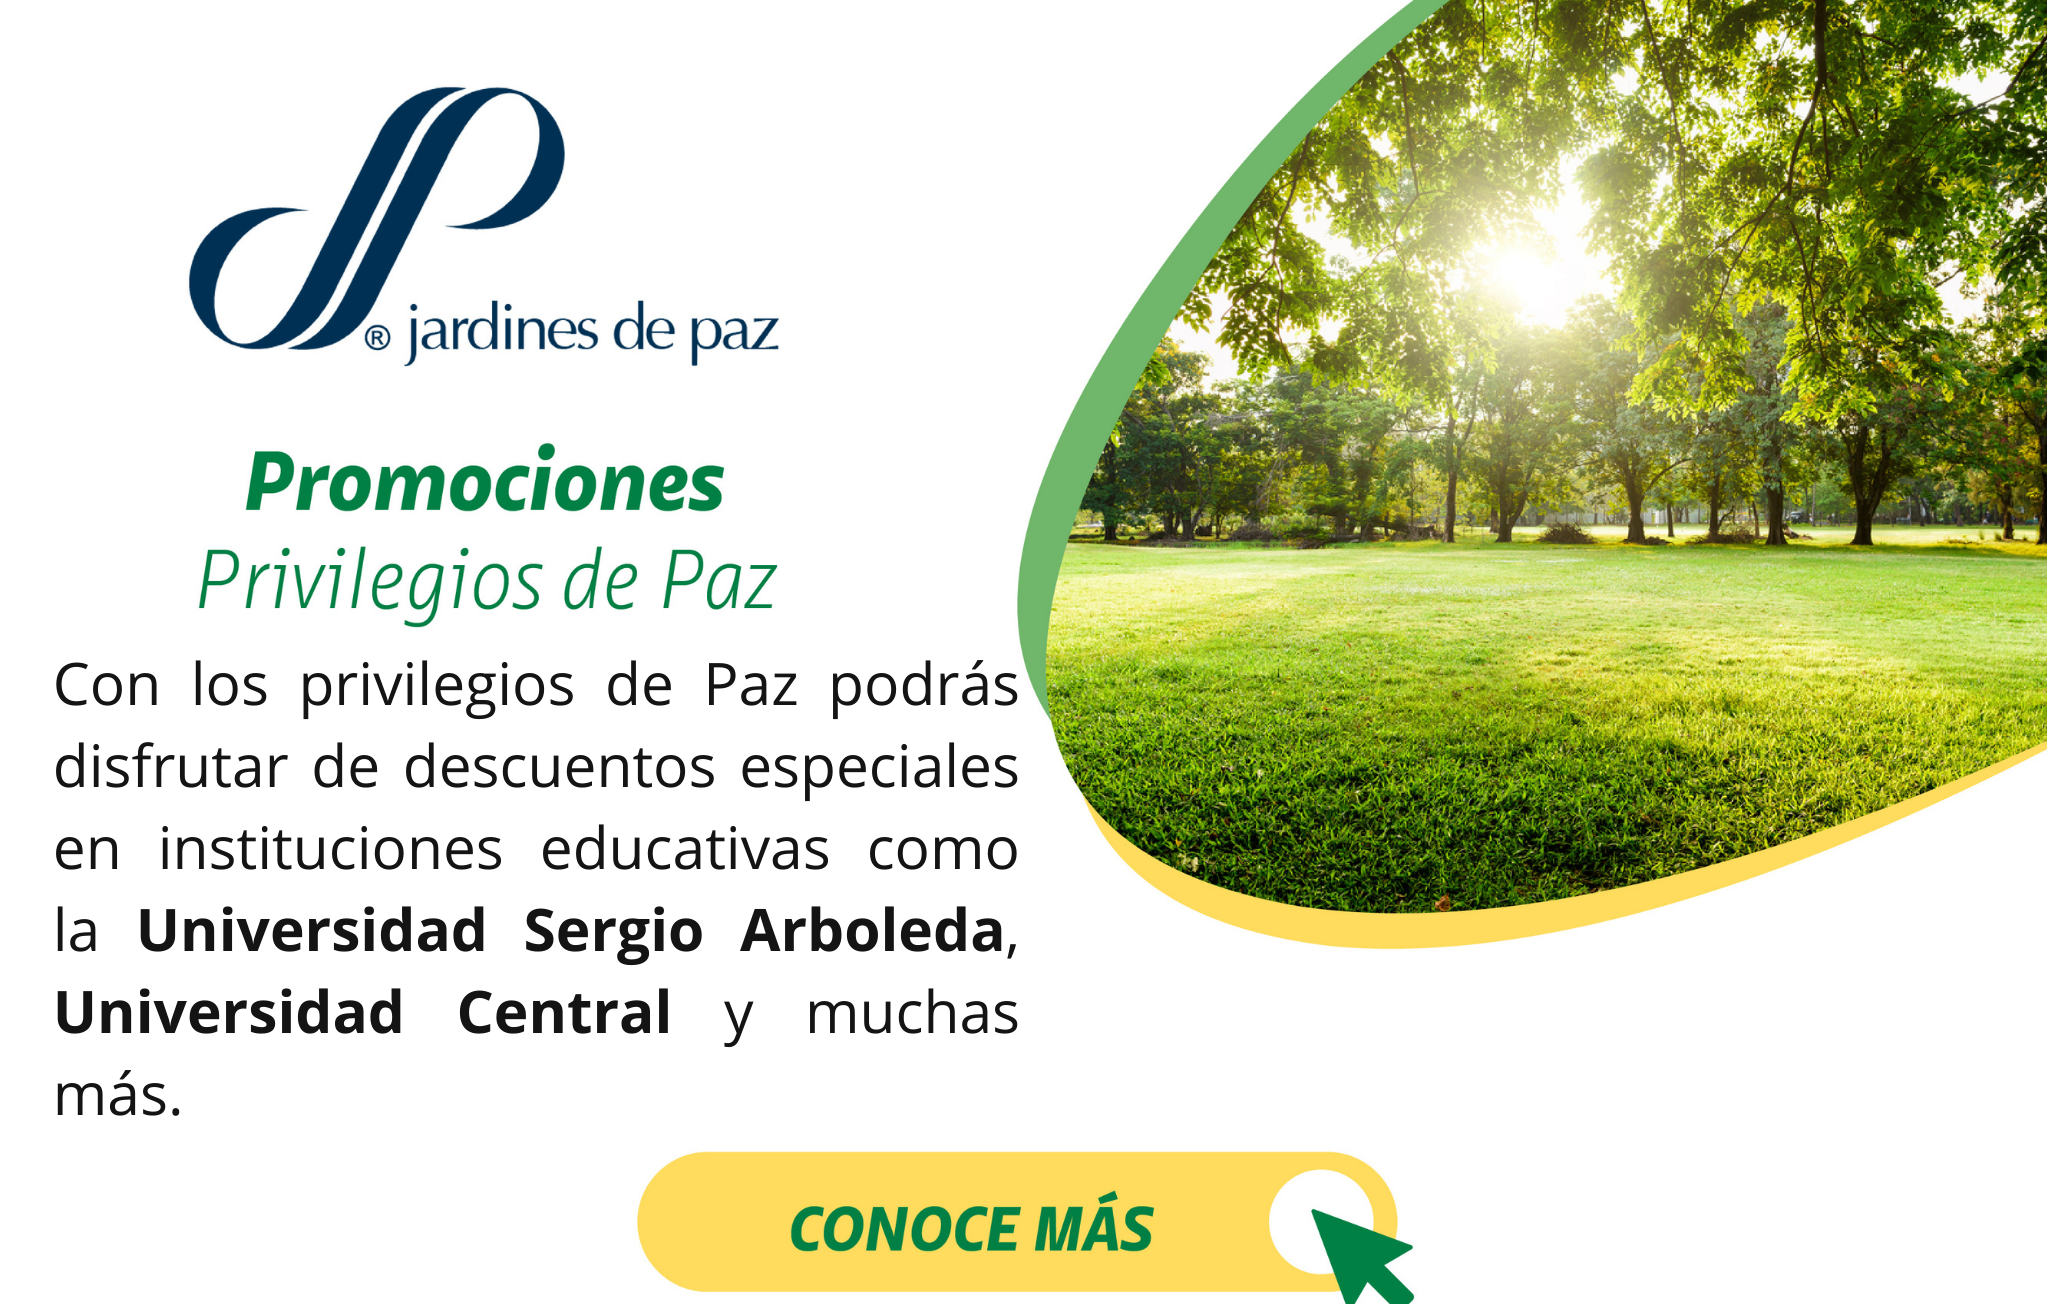 ® jardines de paz
Promociones
Privilegios de Paz
Con los privilegios de Paz podrás
disfrutar de descuentos especiales
en instituciones educativas como
la Universidad Sergio Arboleda,
Universidad Central y muchas
más.
CONOCE MÁS